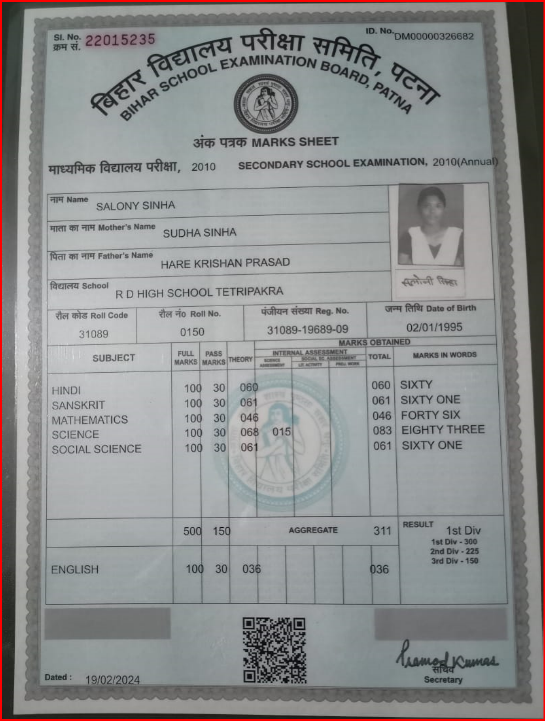 Sl. No. 22015235
क्रम सं.
ID. No. DM00000326682
बिहार विद्यालय परीक्षा समिति, पटना
BIHAR SCHOOL EXAMINATION BOARD, PATNA
अंक पत्रक MARKS SHEET
माध्यमिक विद्यालय परीक्षा, 2010 SECONDARY SCHOOL EXAMINATION, 2010(Annual)
नाम Name SALONY SINHA
माता का नाम Mother's Name SUDHA SINHA
पिता का नाम Father's Name HARE KRISHAN PRASAD
विद्यालय School R D HIGH SCHOOL TETRIPAKRA
रौल कोड Roll Code रौल नं० Roll No. पंजीयन संख्या Reg. No. जन्म तिथि Date of Birth
31089 0150 31089-19689-09 02/01/1995
MARKS OBTAINED
SUBJECT FULL MARKS PASS MARKS THEORY INTERNAL ASSESSMENT TOTAL MARKS IN WORDS
HINDI 100 30 060 060 SIXTY
SANSKRIT 100 30 061 061 SIXTY ONE
MATHEMATICS 100 30 046 046 FORTY SIX
SCIENCE 100 30 068 015 083 EIGHTY THREE
SOCIAL SCIENCE 100 30 061 061 SIXTY ONE
500 150 AGGREGATE 311 RESULT 1st Div
1st Div - 300
2nd Div - 225
3rd Div - 150
ENGLISH 100 30 036 036
Dated : 19/02/2024
Pramod Kumar
सचिव
Secretary